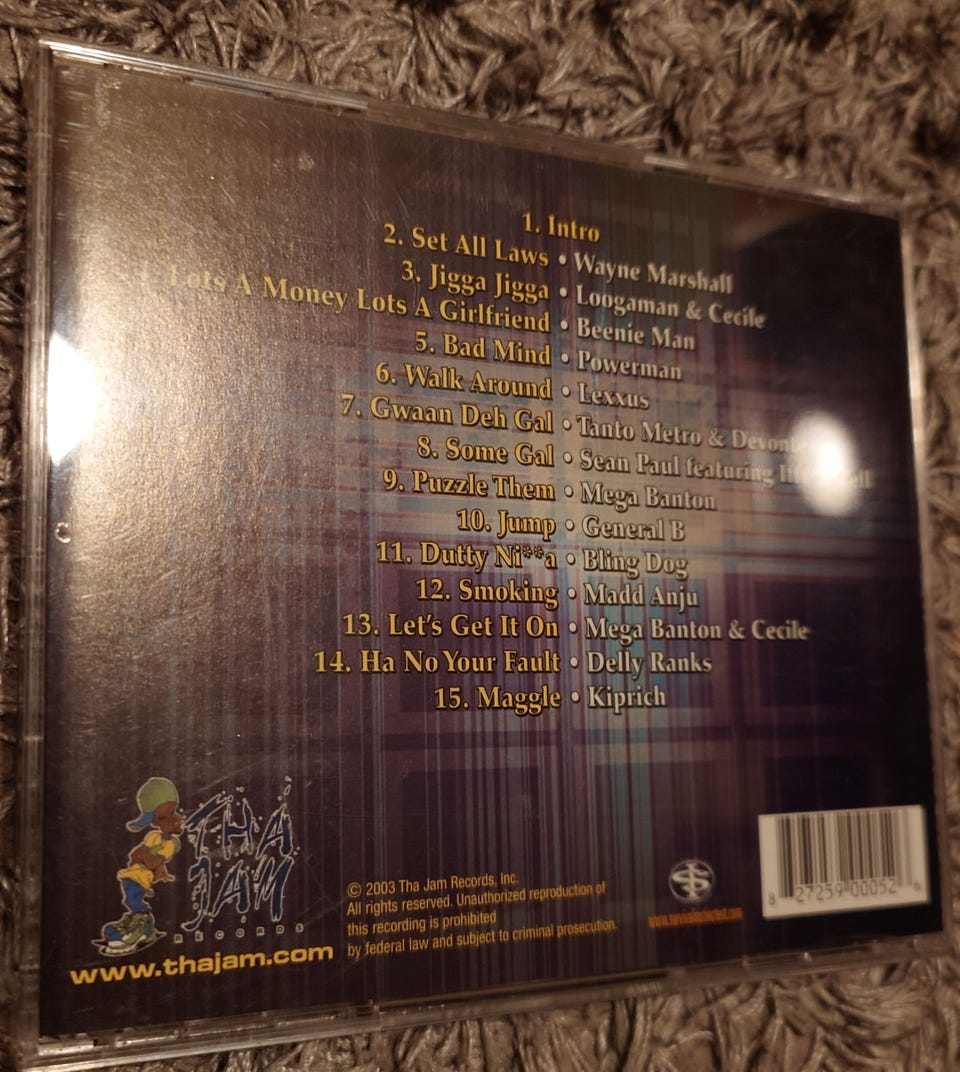 1. Intro
2. Set All Laws • Wayne Marshall
3. Jigga Jigga • Loogaman & Cecile
Lots A Money Lots A Girlfriend • Beenie Man
5. Bad Mind • Powerman
6. Walk Around • Lexxus
7. Gwaan Deh Gal • Tanto Metro & Devonte
8. Some Gal • Sean Paul featuring
9. Puzzle Them • Mega Banton
10. Jump • General B
11. Dutty Ni**a • Bling Dog
12. Smoking • Madd Anju
13. Let's Get It On • Mega Banton & Cecile
14. Ha No Your Fault • Delly Ranks
15. Maggle • Kiprich
THA
JAM
RECORDS
www.thajam.com
© 2003 Tha Jam Records, Inc.
All rights reserved. Unauthorized reproduction of
this recording is prohibited
by federal law and subject to criminal prosecution.
8 27259 00052 6